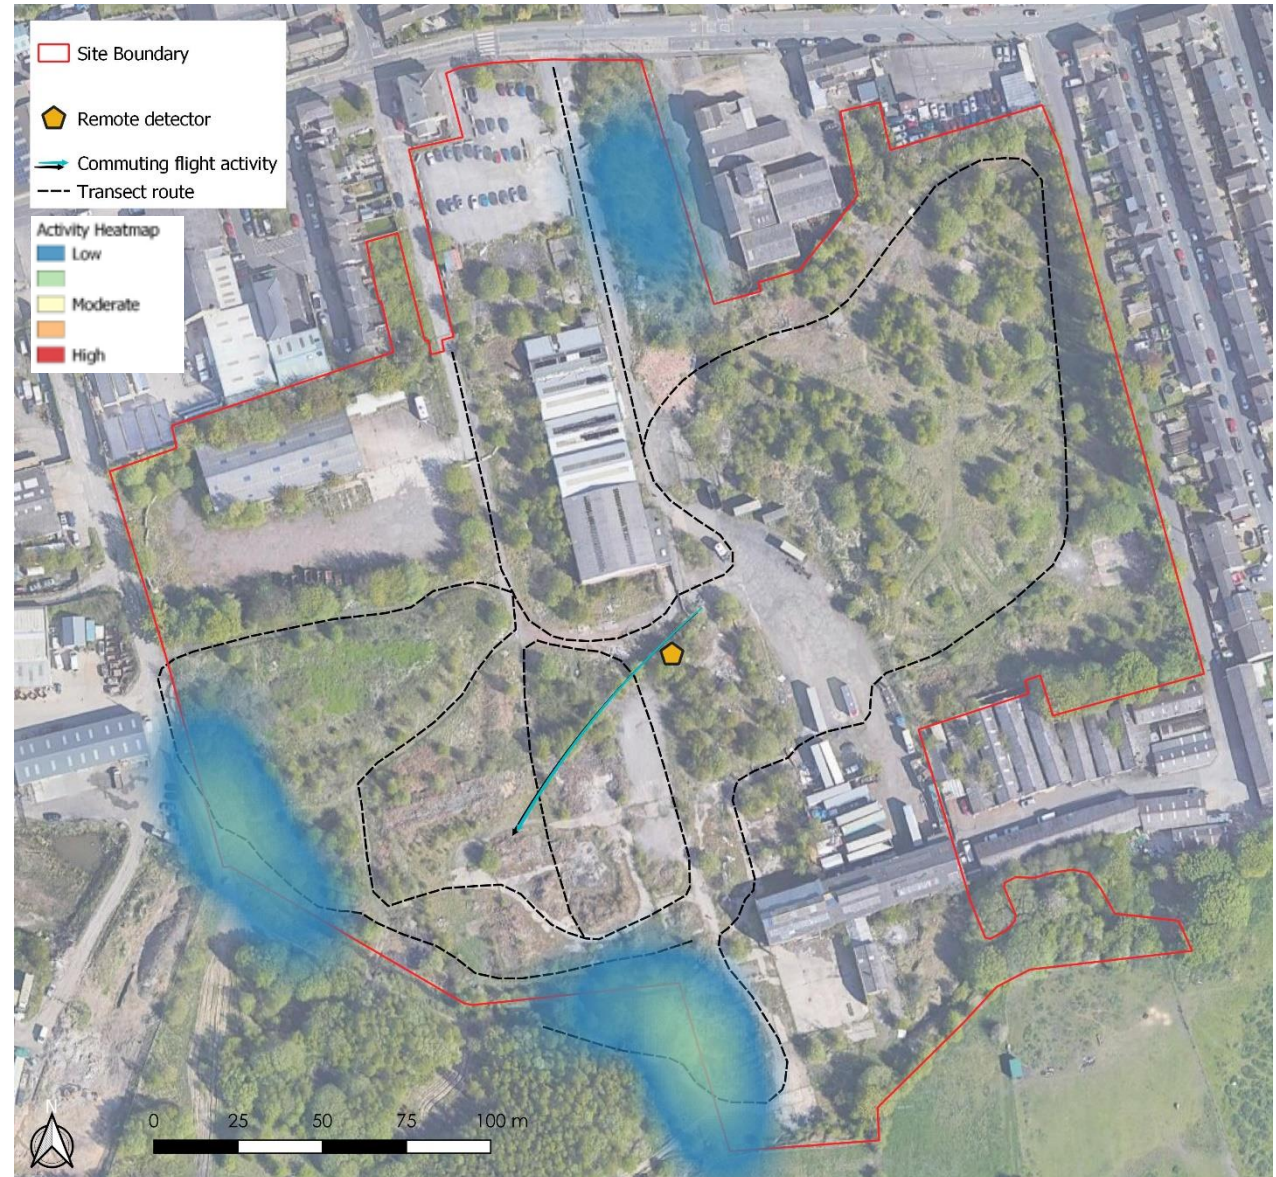 Site Boundary
Remote detector
Commuting flight activity
Transect route
Activity Heatmap
Low
Moderate
High
N
0 25 50 75 100 m